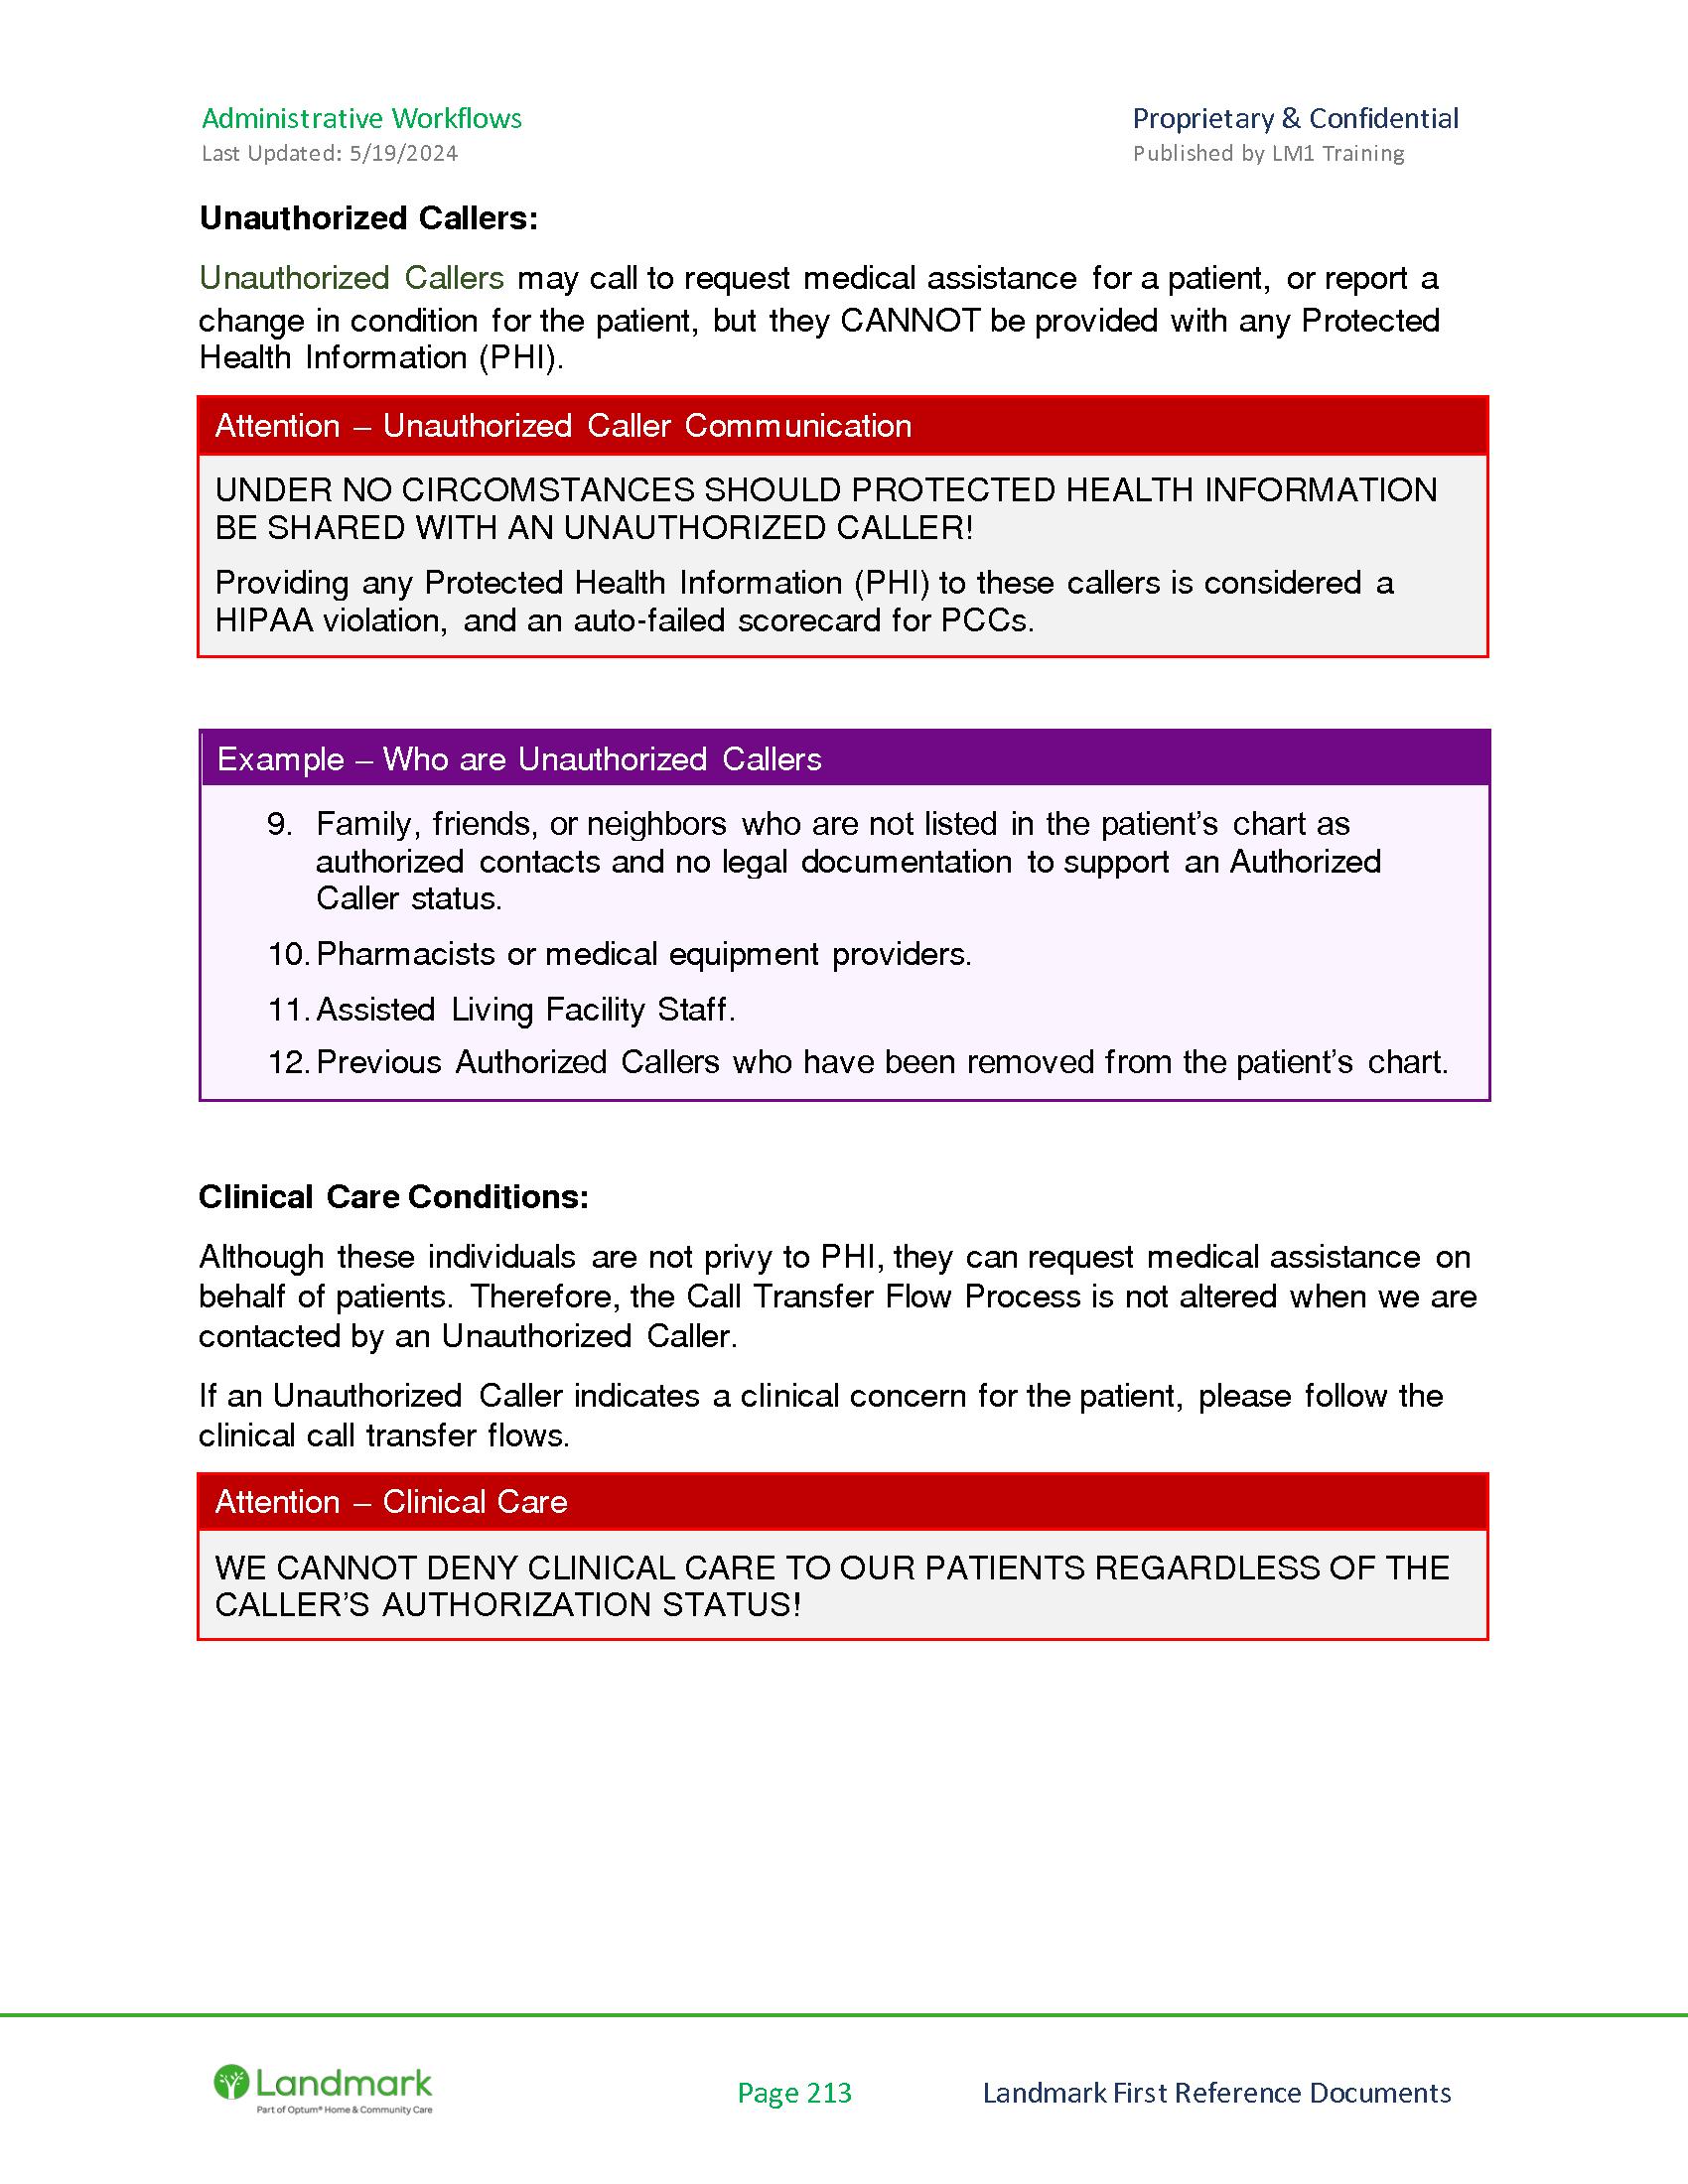 Administrative Workflows
Proprietary & Confidential
Last Updated: 5/19/2024
Published by LM1 Training
Unauthorized Callers:
Unauthorized Callers may call to request medical assistance for a patient, or report a
change in condition for the patient, but they CANNOT be provided with any Protected
Health Information (PHI).
Attention – Unauthorized Caller Communication
UNDER NO CIRCOMSTANCES SHOULD PROTECTED HEALTH INFORMATION
BE SHARED WITH AN UNAUTHORIZED CALLER!
Providing any Protected Health Information (PHI) to these callers is considered a
HIPAA violation, and an auto-failed scorecard for PCCs.
Example – Who are Unauthorized Callers
9. Family, friends, or neighbors who are not listed in the patient's chart as
authorized contacts and no legal documentation to support an Authorized
Caller status.
10. Pharmacists or medical equipment providers.
11. Assisted Living Facility Staff.
12. Previous Authorized Callers who have been removed from the patient's chart.
Clinical Care Conditions:
Although these individuals are not privy to PHI, they can request medical assistance on
behalf of patients. Therefore, the Call Transfer Flow Process is not altered when we are
contacted by an Unauthorized Caller.
If an Unauthorized Caller indicates a clinical concern for the patient, please follow the
clinical call transfer flows.
Attention – Clinical Care
WE CANNOT DENY CLINICAL CARE TO OUR PATIENTS REGARDLESS OF THE
CALLER'S AUTHORIZATION STATUS!
Landmark
Part of Optum® Home & Community Care
Page 213
Landmark First Reference Documents